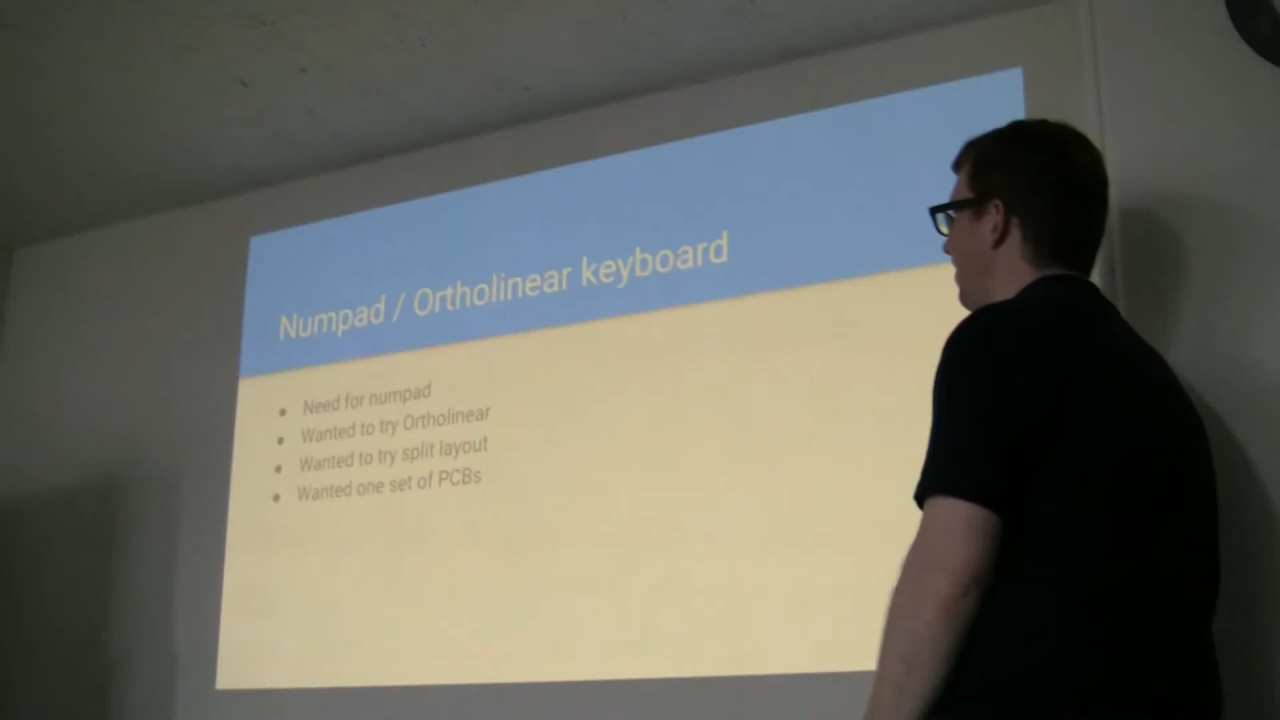 Numpad / Ortholinear keyboard
● Need for numpad
● Wanted to try Ortholinear
● Wanted to try split layout
● Wanted one set of PCBs